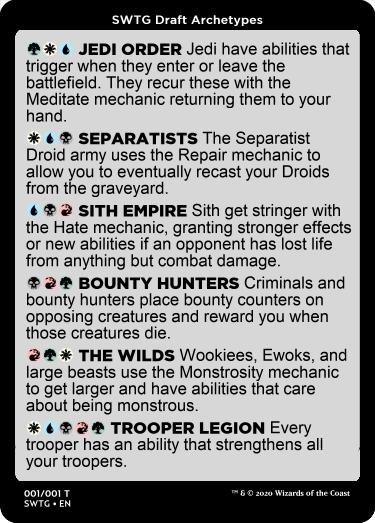 SWTG Draft Archetypes
JEDI ORDER Jedi have abilities that
trigger when they enter or leave the
battlefield. They recur these with the
Meditate mechanic returning them to your
hand.
SEPARATISTS The Separatist
Droid army uses the Repair mechanic to
allow you to eventually recast your Droids
from the graveyard.
SITH EMPIRE Sith get stringer with
the Hate mechanic, granting stronger effects
or new abilities if an opponent has lost life
from anything but combat damage.
BOUNTY HUNTERS Criminals and
bounty hunters place bounty counters on
opposing creatures and reward you when
those creatures die.
THE WILDS Wookiees, Ewoks, and
large beasts use the Monstrosity mechanic
to get larger and have abilities that care
about being monstrous.
TROOPER LEGION Every
trooper has an ability that strengthens all
your troopers.
001/001 T
SWTG • EN
™ & © 2020 Wizards of the Coast